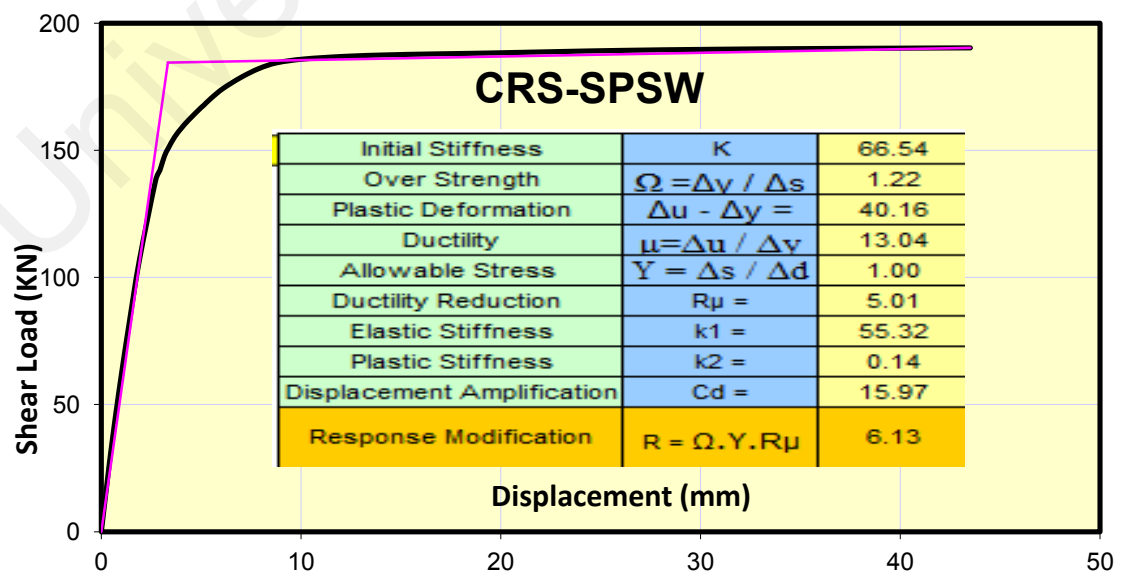 Unive
200
150
100
50
0
Shear Load (KN)
CRS-SPSW
Initial Stiffness K 66.54
Over Strength Ω =Δy / Δs 1.22
Plastic Deformation Δu - Δy = 40.16
Ductility μ=Δu / Δy 13.04
Allowable Stress Y = Δs / Δd 1.00
Ductility Reduction Rμ = 5.01
Elastic Stiffness k1 = 55.32
Plastic Stiffness k2 = 0.14
Displacement Amplification Cd = 15.97
Response Modification R = Ω.Y.Rμ 6.13
Displacement (mm)
0 10 20 30 40 50